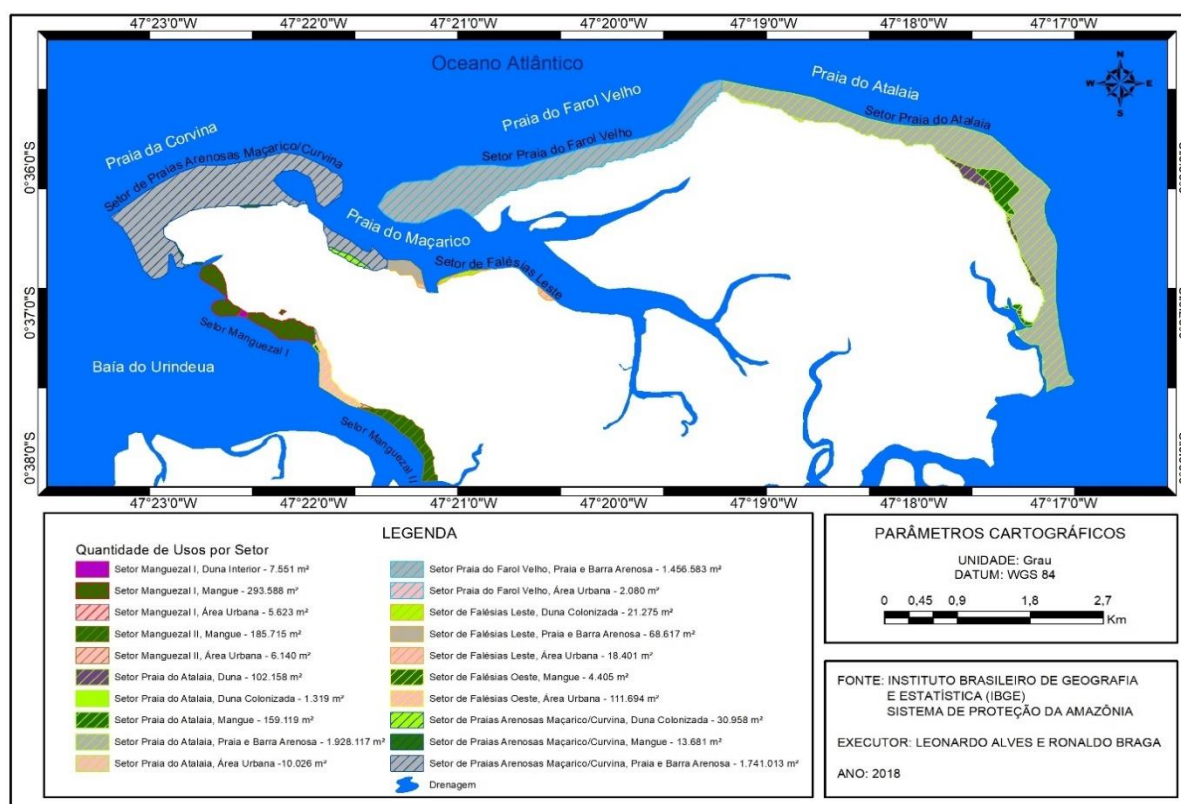 47°23'0"W 47°22'0"W 47°21'0"W 47°20'0"W 47°19'0"W 47°18'0"W 47°17'0"W
Oceano Atlântico
Praia do Atalaia
Praia do Farol Velho
Setor Praia do Atalaia
Praia da Corvina
Setor Praia do Farol Velho
Setor de Praias Arenosas Maçarico/Curvina
0°36'0"S
Praia do Maçarico
Setor de Falésias Leste
0°37'0"S
Setor Manguezal I
Baía do Urindeua
Setor Manguezal II
0°38'0"S
N
W E
S
47°23'0"W 47°22'0"W 47°21'0"W 47°20'0"W 47°19'0"W 47°18'0"W 47°17'0"W
LEGENDA
Quantidade de Usos por Setor
Setor Manguezal I, Duna Interior - 7.551 m²
Setor Manguezal I, Mangue - 293.588 m²
Setor Manguezal I, Área Urbana - 5.623 m²
Setor Manguezal II, Mangue - 185.715 m²
Setor Manguezal II, Área Urbana - 6.140 m²
Setor Praia do Atalaia, Duna - 102.158 m²
Setor Praia do Atalaia, Duna Colonizada - 1.319 m²
Setor Praia do Atalaia, Mangue - 159.119 m²
Setor Praia do Atalaia, Praia e Barra Arenosa - 1.928.117 m²
Setor Praia do Atalaia, Área Urbana -10.026 m²
Setor Praia do Farol Velho, Praia e Barra Arenosa - 1.456.583 m²
Setor Praia do Farol Velho, Área Urbana - 2.080 m²
Setor de Falésias Leste, Duna Colonizada - 21.275 m²
Setor de Falésias Leste, Praia e Barra Arenosa - 68.617 m²
Setor de Falésias Leste, Área Urbana - 18.401 m²
Setor de Falésias Oeste, Mangue - 4.405 m²
Setor de Falésias Oeste, Área Urbana - 111.694 m²
Setor de Praias Arenosas Maçarico/Curvina, Duna Colonizada - 30.958 m²
Setor de Praias Arenosas Maçarico/Curvina, Mangue - 13.681 m²
Setor de Praias Arenosas Maçarico/Curvina, Praia e Barra Arenosa - 1.741.013 m²
Drenagem
PARÂMETROS CARTOGRÁFICOS
UNIDADE: Grau
DATUM: WGS 84
0 0,45 0,9 1,8 2,7
Km
FONTE: INSTITUTO BRASILEIRO DE GEOGRAFIA
E ESTATÍSTICA (IBGE)
SISTEMA DE PROTEÇÃO DA AMAZÔNIA
EXECUTOR: LEONARDO ALVES E RONALDO BRAGA
ANO: 2018